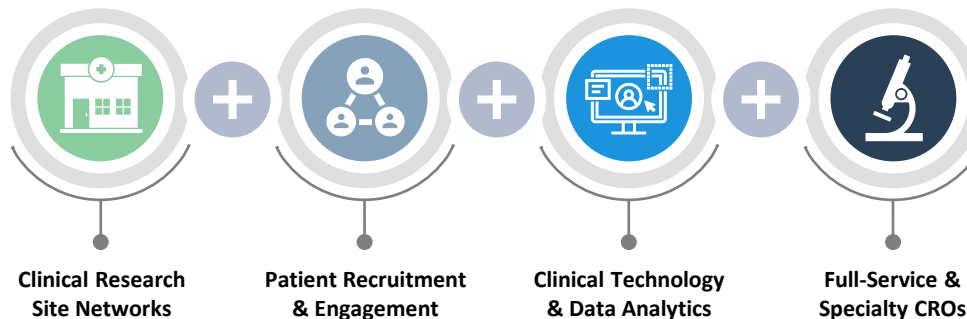 Clinical Research
Site Networks
Patient Recruitment
& Engagement
Clinical Technology
& Data Analytics
Full-Service &
Specialty CROs